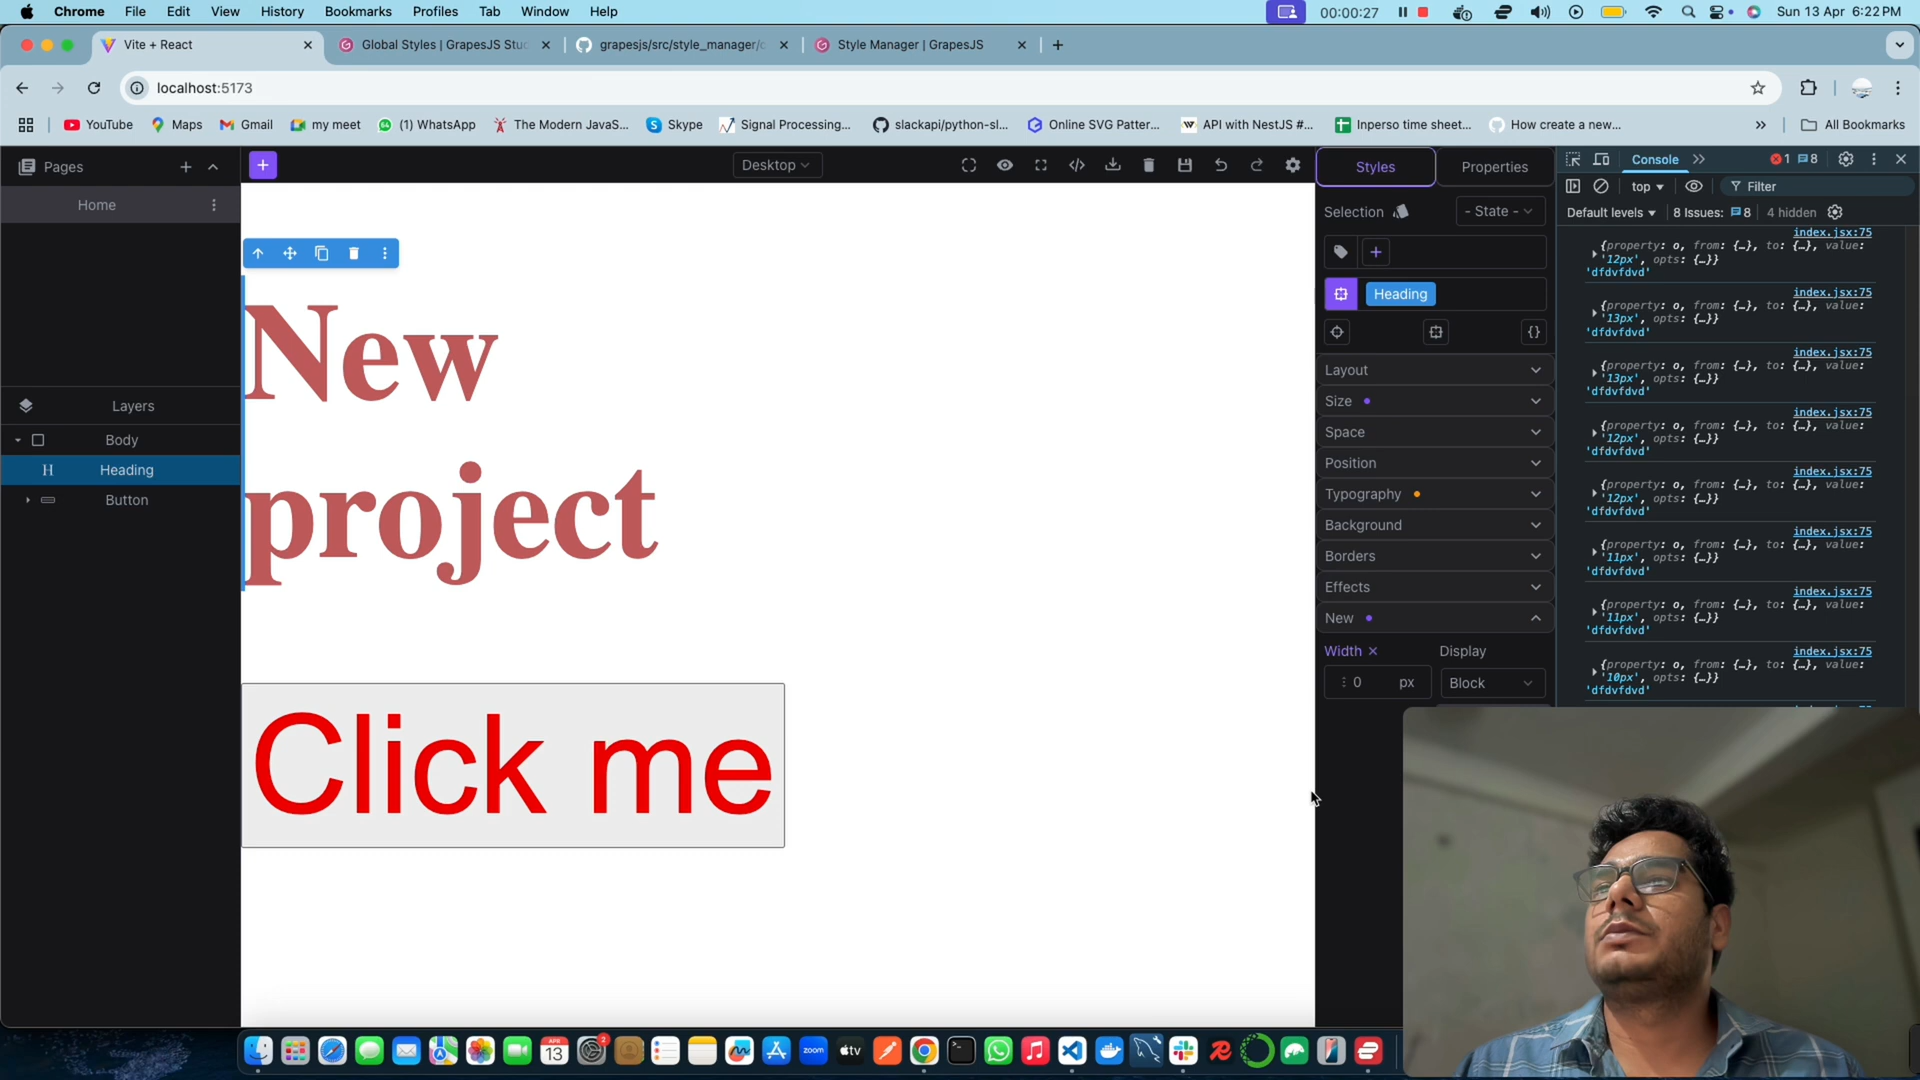 Chrome File Edit View History Bookmarks Profiles Tab Window Help 00:00:27 Sun 13 Apr 6:22 PM
Vite + React
Global Styles | GrapesJS Stu
grapesjs/src/style_manager/
Style Manager | GrapesJS
localhost:5173
YouTube Maps Gmail my meet (1) WhatsApp The Modern JavaS... Skype Signal Processing... slackapi/python-sl... Online SVG Patter... API with NestJS #... Inperso time sheet... How create a new... » All Bookmarks
Pages
Home
Layers
Body
H Heading
Button
Desktop
New
project
Click me
Styles Properties
Selection - State -
Heading
{}
Layout
Size
Space
Position
Typography
Background
Borders
Effects
New
Width Display
0 px Block
Console 1 8
top Filter
Default levels 8 Issues: 8 4 hidden
index.jsx:75
{property: o, from: {…}, to: {…}, value:
'12px', opts: {…}}
'dfdvfdvd'
index.jsx:75
{property: o, from: {…}, to: {…}, value:
'13px', opts: {…}}
'dfdvfdvd'
index.jsx:75
{property: o, from: {…}, to: {…}, value:
'13px', opts: {…}}
'dfdvfdvd'
index.jsx:75
{property: o, from: {…}, to: {…}, value:
'12px', opts: {…}}
'dfdvfdvd'
index.jsx:75
{property: o, from: {…}, to: {…}, value:
'12px', opts: {…}}
'dfdvfdvd'
index.jsx:75
{property: o, from: {…}, to: {…}, value:
'11px', opts: {…}}
'dfdvfdvd'
index.jsx:75
{property: o, from: {…}, to: {…}, value:
'11px', opts: {…}}
'dfdvfdvd'
index.jsx:75
{property: o, from: {…}, to: {…}, value:
'10px', opts: {…}}
'dfdvfdvd'
APR
13
2
zoom
tv